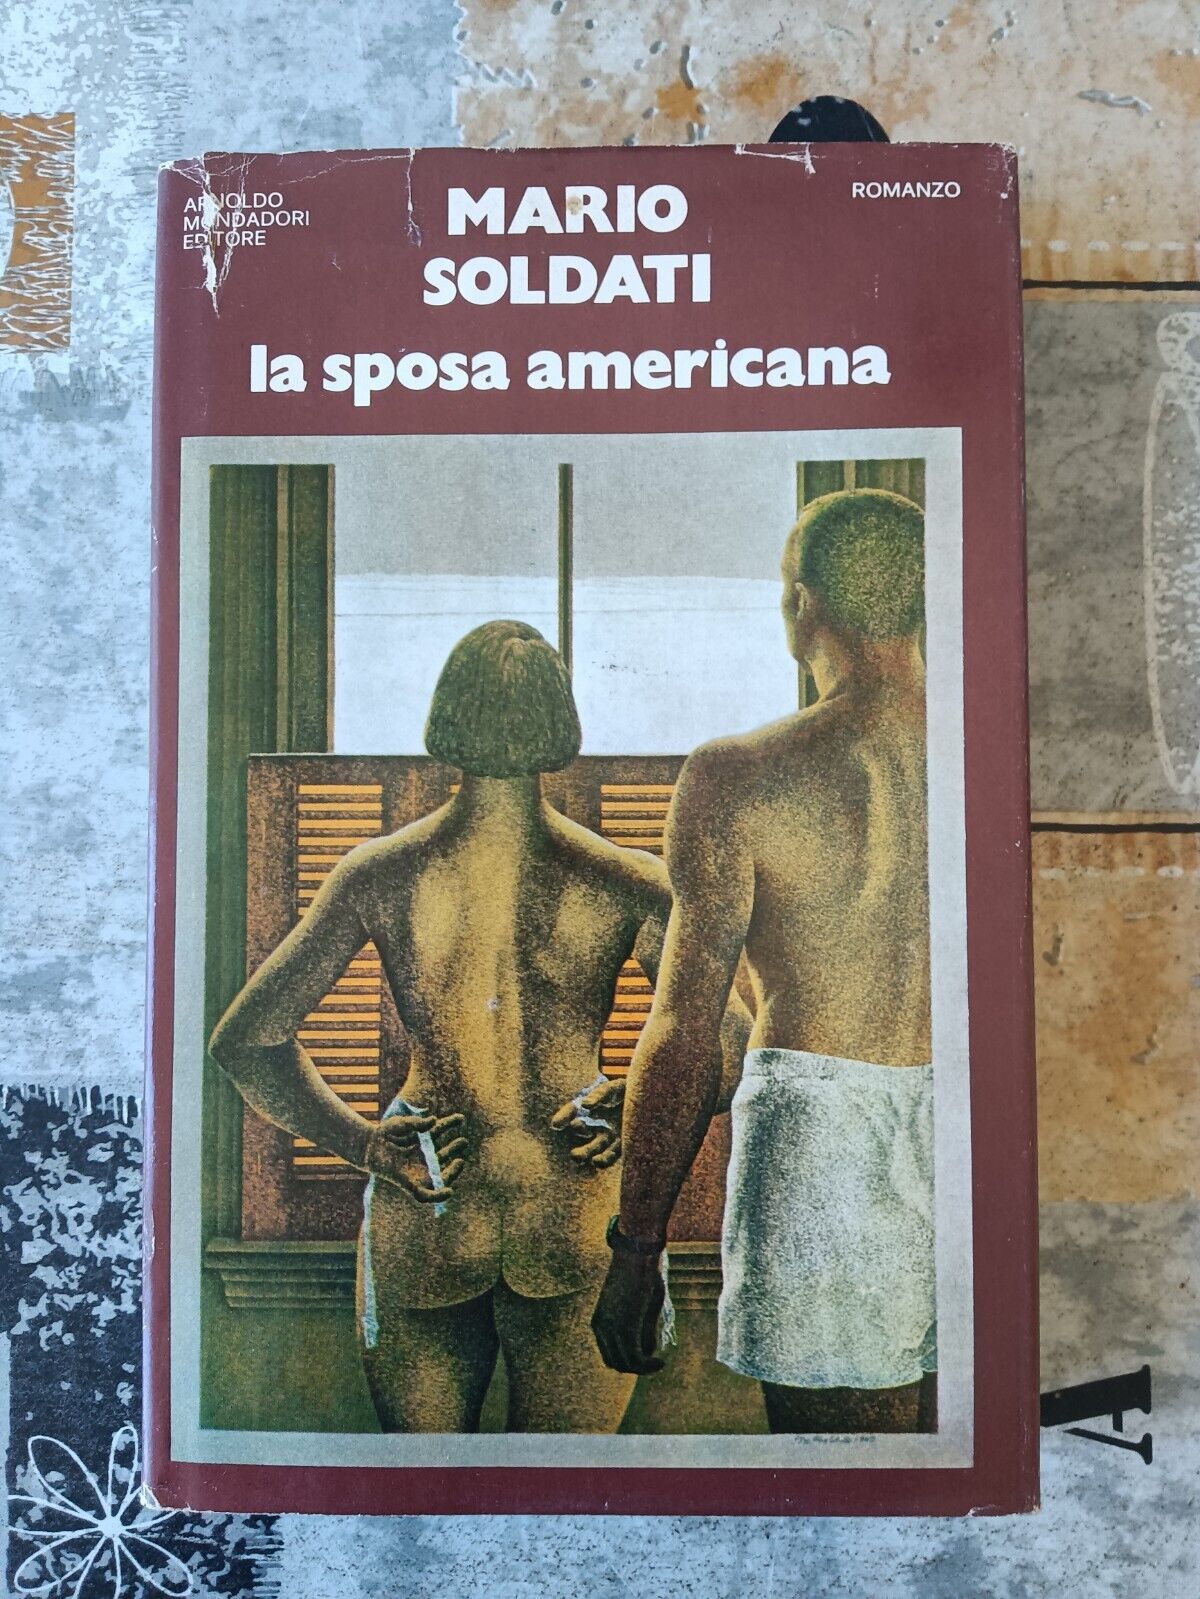 ARNOLDO
MONDADORI
EDITORE
MARIO
SOLDATI
ROMANZO
la sposa americana
A